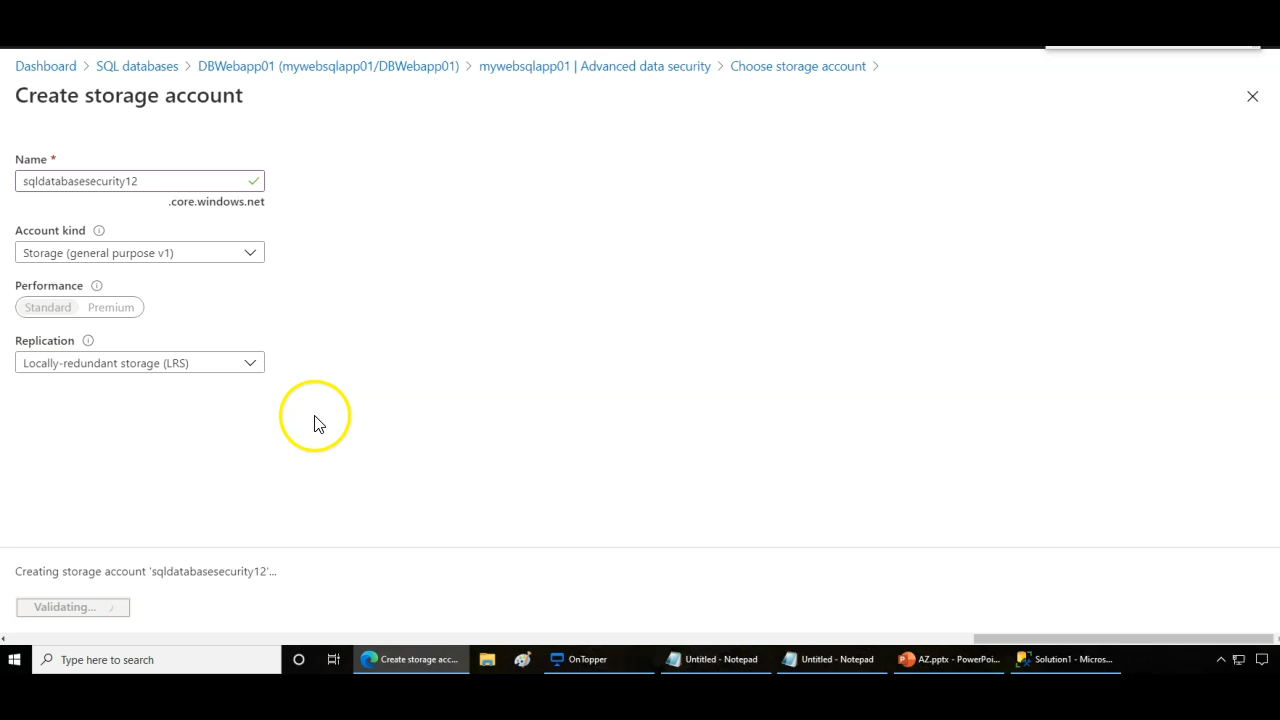 Dashboard > SQL databases > DBWebapp01 (mywebsqlapp01/DBWebapp01) > mywebsqlapp01 | Advanced data security > Choose storage account >
Create storage account
Name *
sqldatabasesecurity12
.core.windows.net
Account kind
Storage (general purpose v1)
Performance
Standard Premium
Replication
Locally-redundant storage (LRS)
Creating storage account 'sqldatabasesecurity12'...
Validating...
Type here to search
Create storage acc...
OnTopper
Untitled - Notepad
Untitled - Notepad
AZ.pptx - PowerPoi...
Solution1 - Micros...